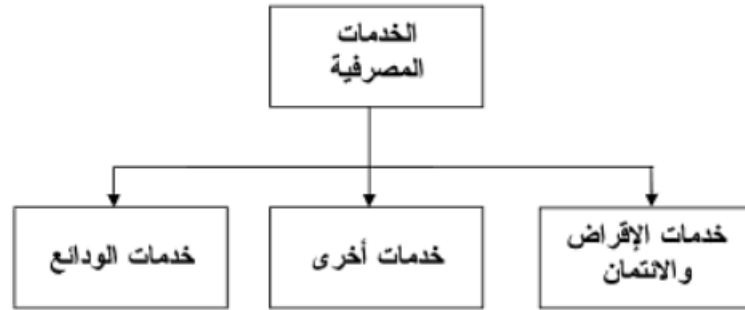 الخدمات
المصرفية
خدمات الإقراض
والائتمان
خدمات أخرى
خدمات الودائع